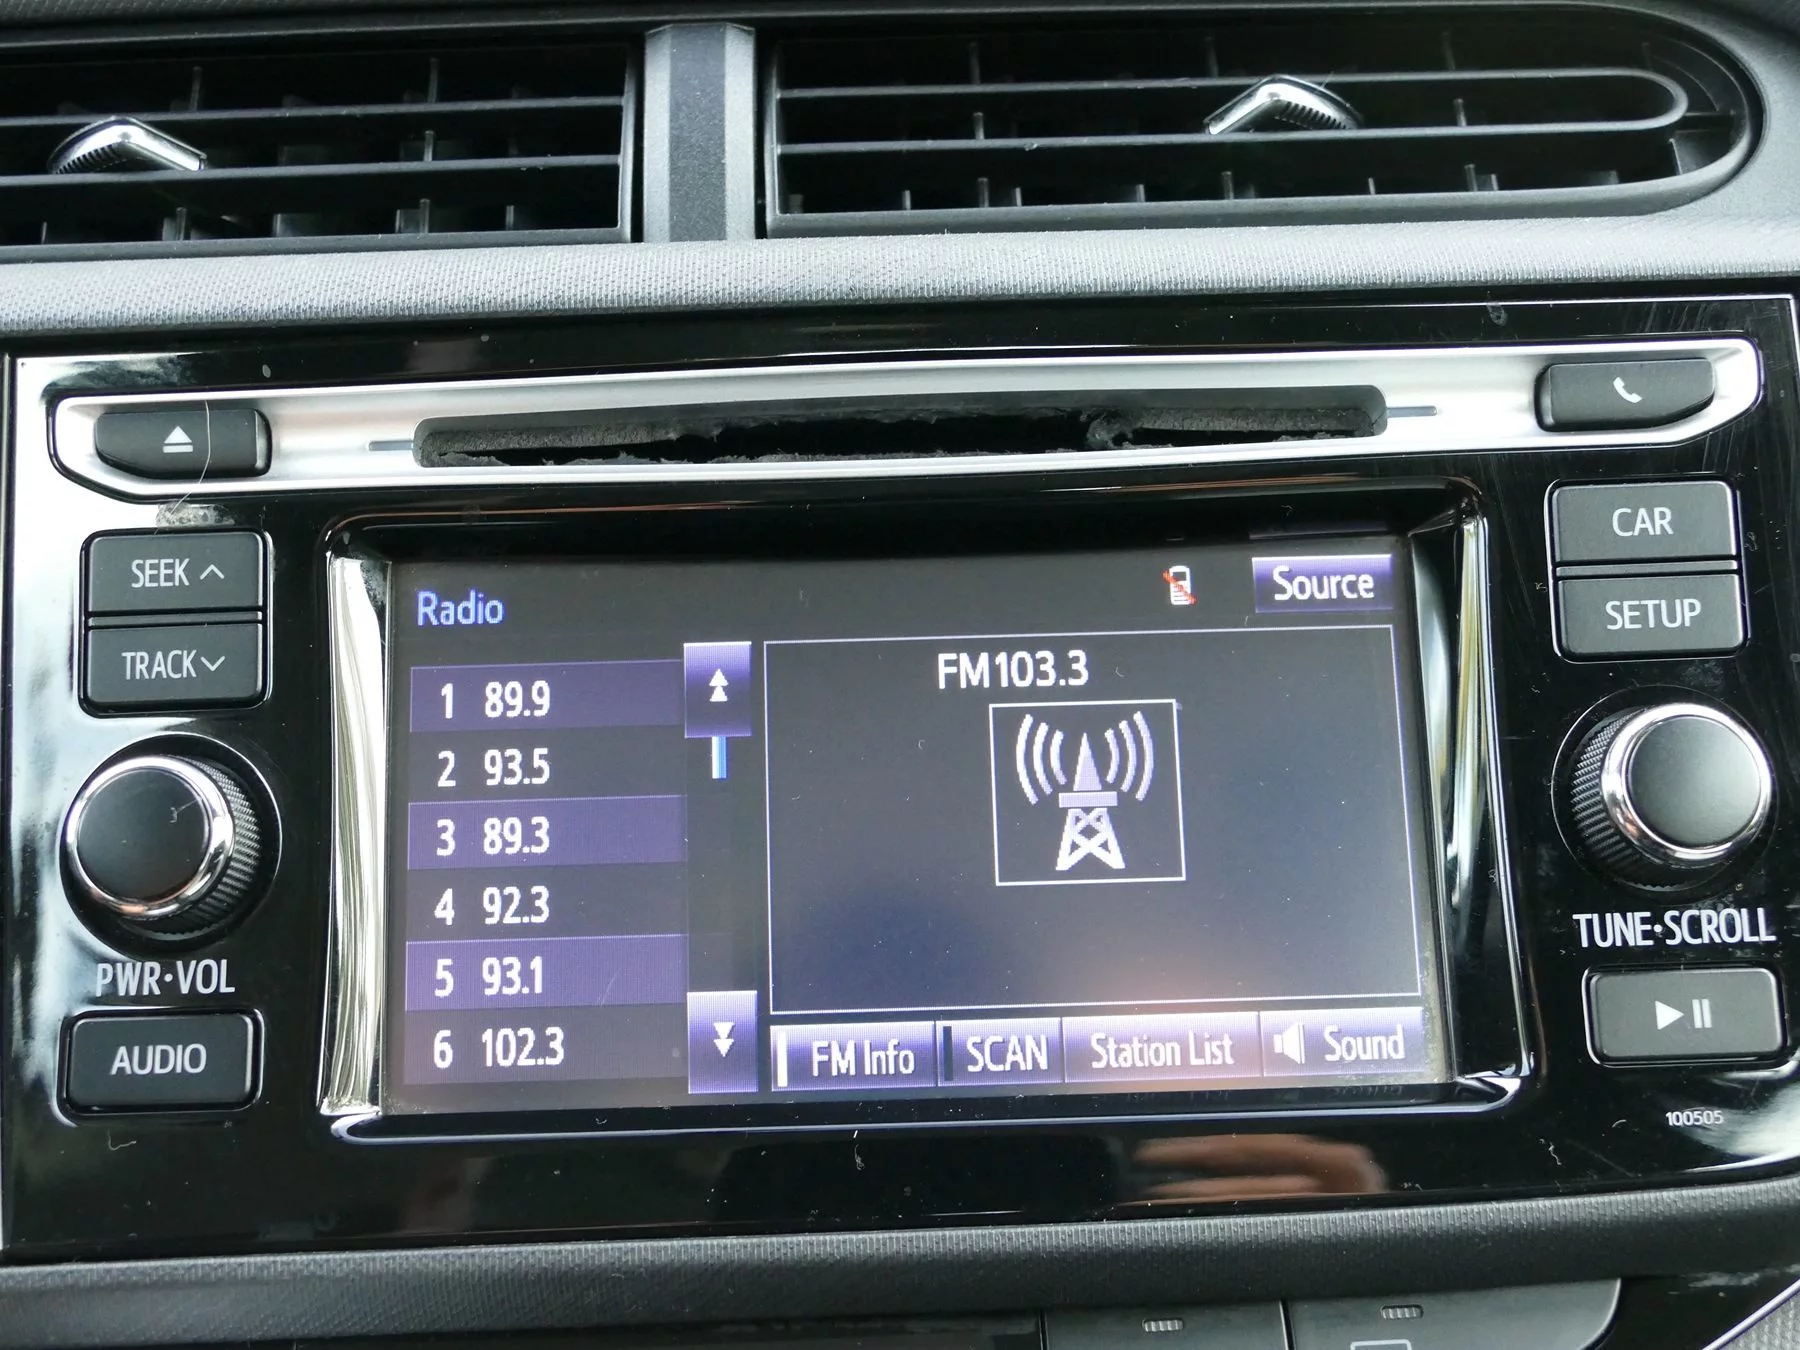 SEEK
TRACK
PWR·VOL
AUDIO
Radio
Source
1 89.9
2 93.5
3 89.3
4 92.3
5 93.1
6 102.3
FM103.3
FM Info
SCAN
Station List
Sound
CAR
SETUP
TUNE·SCROLL
100505